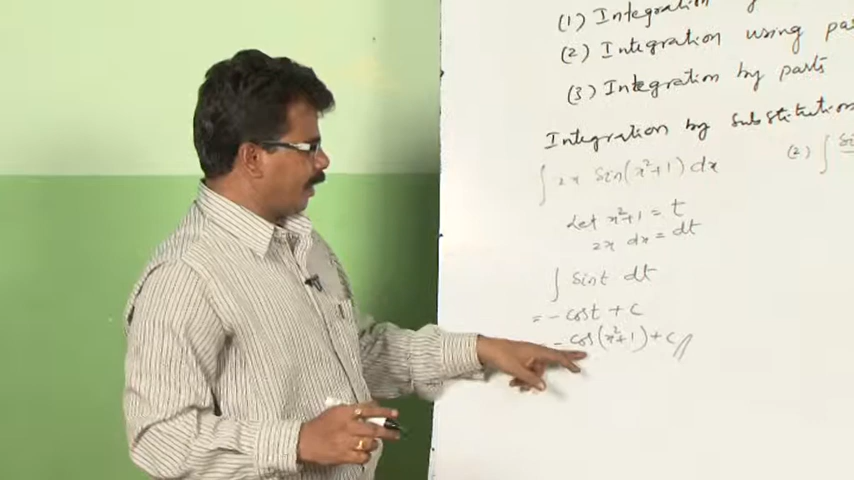 (1) Integration
(2) Integration using
(3) Integration by parts
Integration by substitution
∫ 2x Sin(x²+1) dx
(2) ∫
Let x²+1 = t
2x dx = dt
∫ Sint dt
= - cost + c
- cos(x²+1) + c //